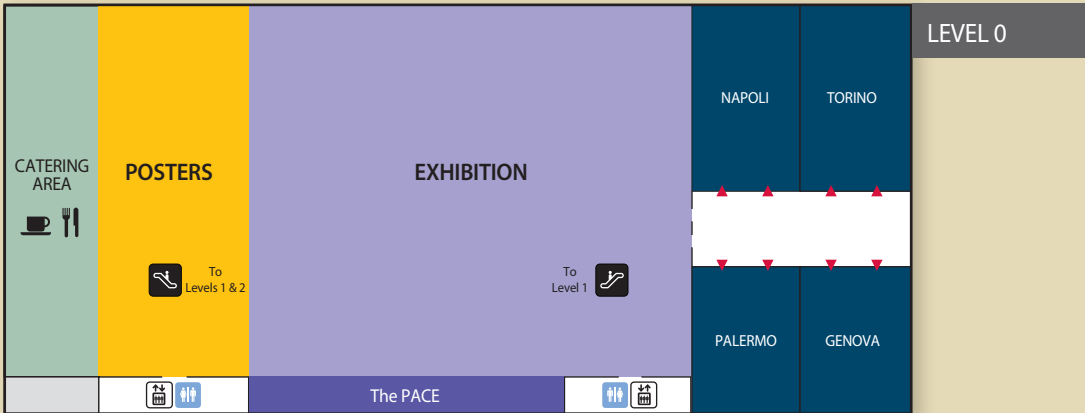 LEVEL 0
NAPOLI
TORINO
CATERING
AREA
POSTERS
EXHIBITION
To
Levels 1 & 2
To
Level 1
PALERMO
GENOVA
The PACE